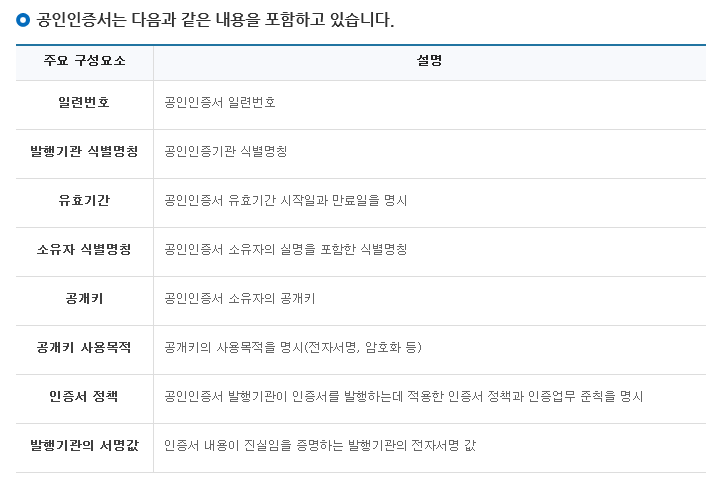 공인인증서는 다음과 같은 내용을 포함하고 있습니다.
주요 구성요소 설명
일련번호 공인인증서 일련번호
발행기관 식별명칭 공인인증기관 식별명칭
유효기간 공인인증서 유효기간 시작일과 만료일을 명시
소유자 식별명칭 공인인증서 소유자의 실명을 포함한 식별명칭
공개키 공인인증서 소유자의 공개키
공개키 사용목적 공개키의 사용목적을 명시(전자서명, 암호화 등)
인증서 정책 공인인증서 발행기관이 인증서를 발행하는데 적용한 인증서 정책과 인증업무 준칙을 명시
발행기관의 서명값 인증서 내용이 진실임을 증명하는 발행기관의 전자서명 값